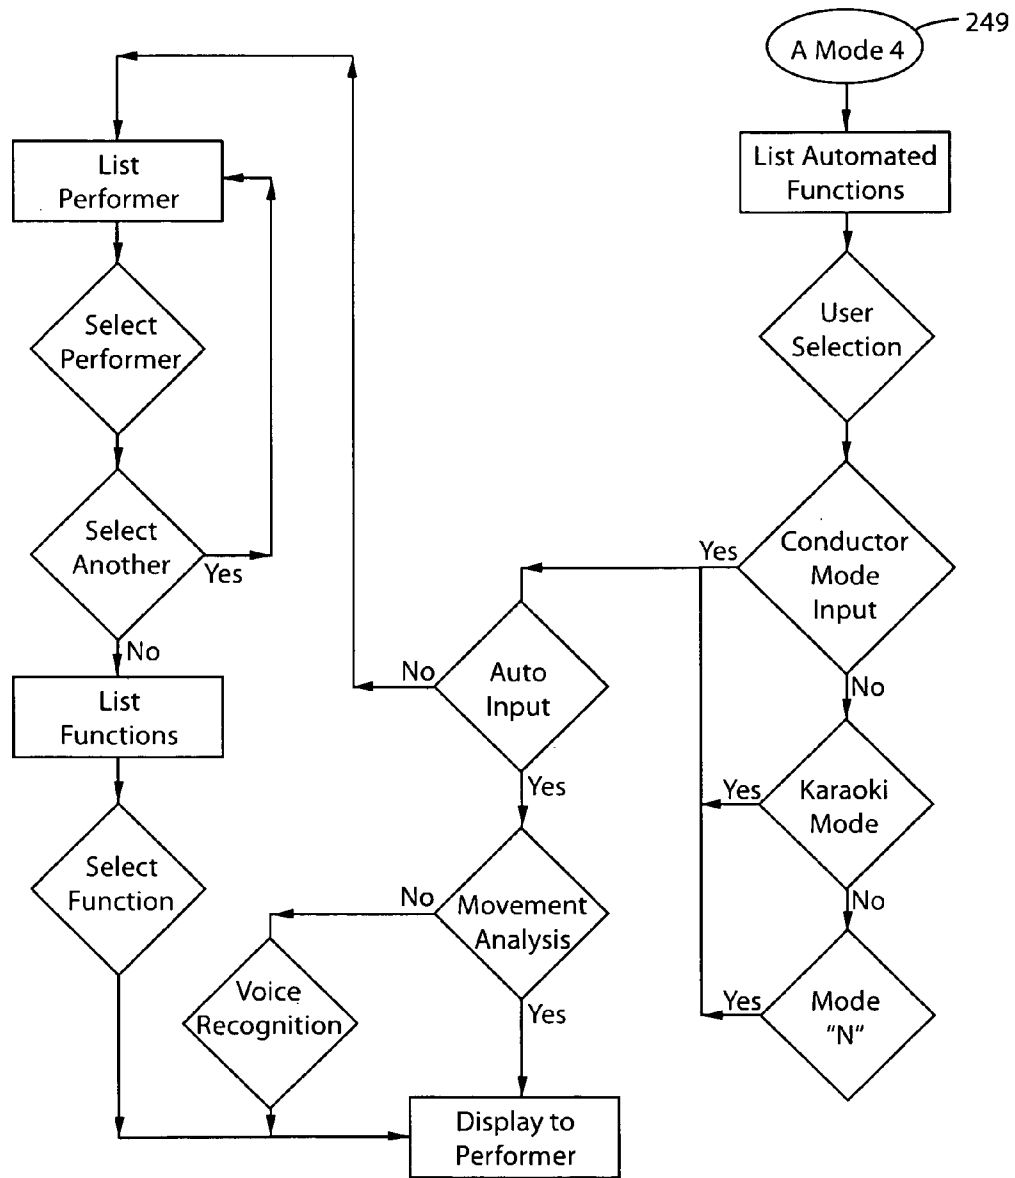 249
A Mode 4
List Automated
Functions
User
Selection
Conductor
Mode
Input
Yes
No
Karaoki
Mode
Yes
No
Mode
"N"
Yes
Auto
Input
No
Yes
Movement
Analysis
No
Yes
Voice
Recognition
List
Performer
Select
Performer
Select
Another
Yes
No
List
Functions
Select
Function
Display to
Performer